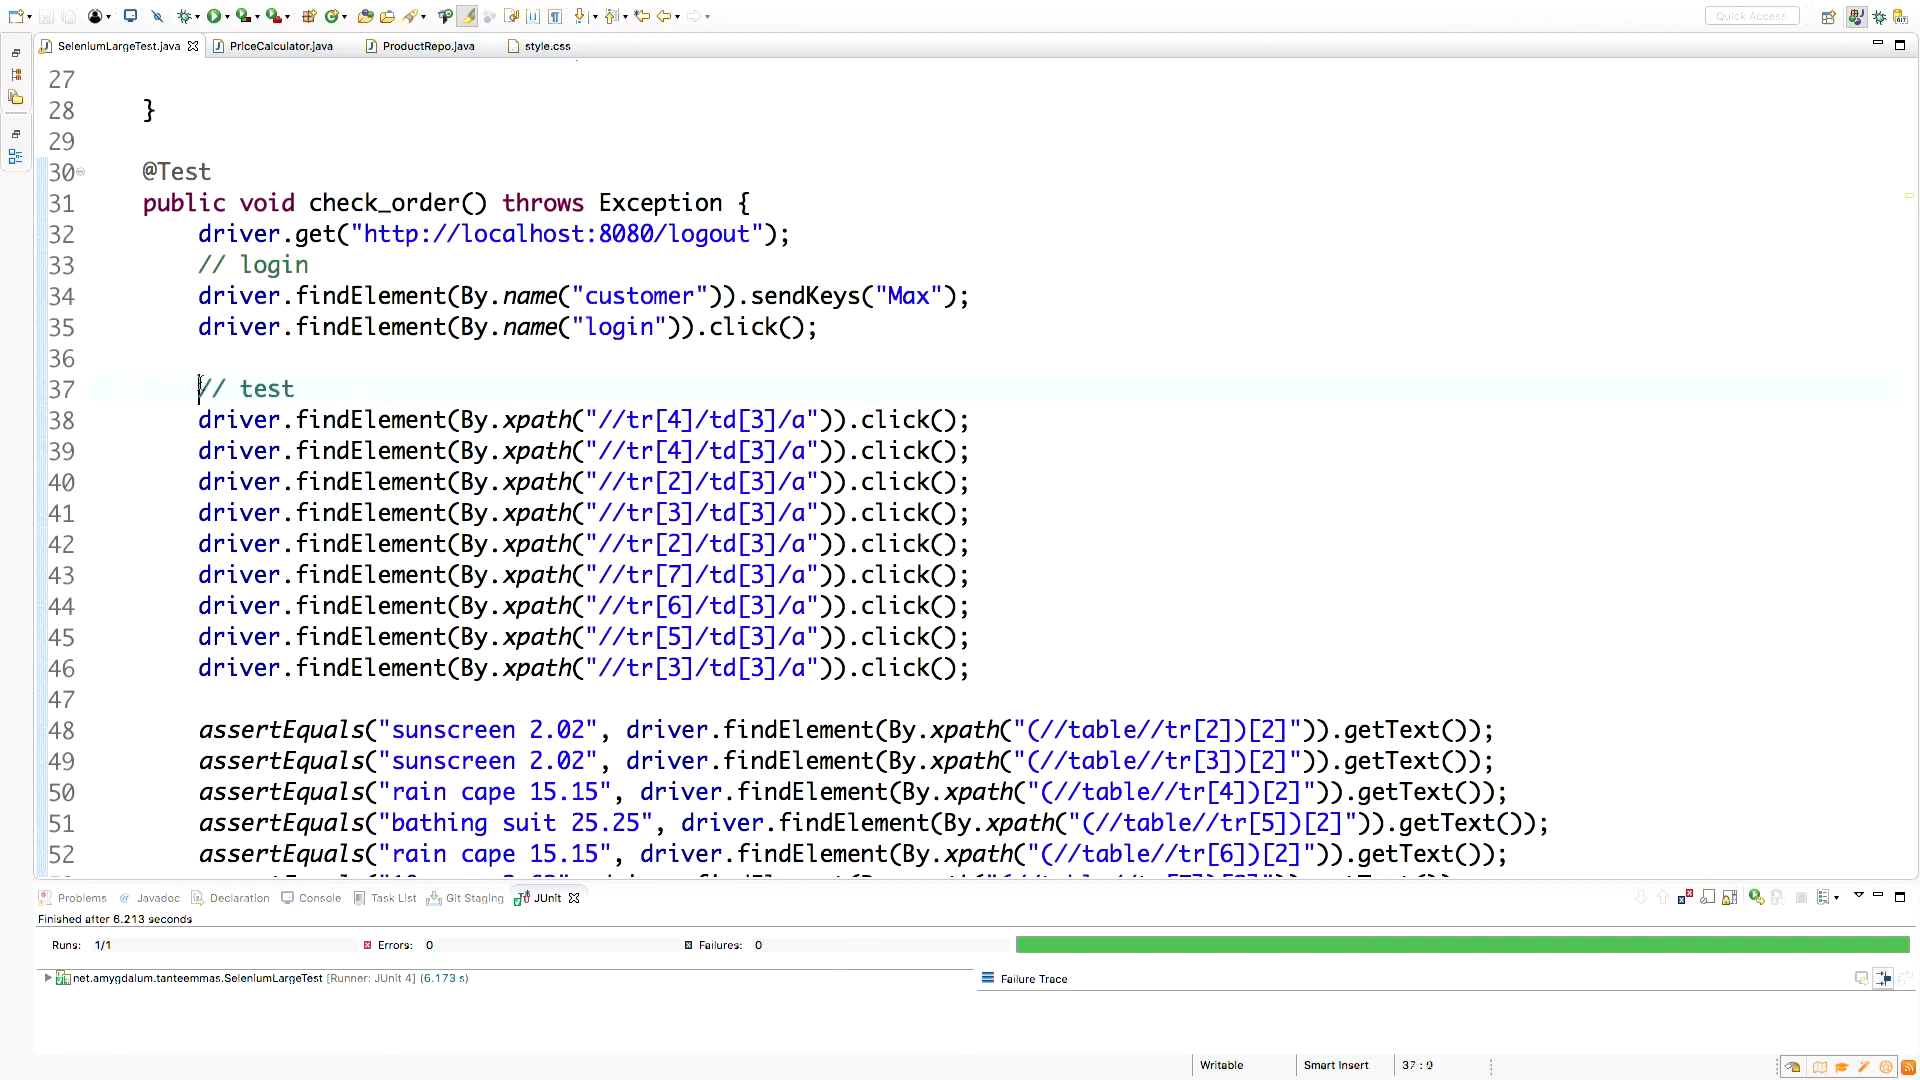 Quick Access
SeleniumLargeTest.java
PriceCalculator.java
ProductRepo.java
style.css
27
28 }
29
30 @Test
31 public void check_order() throws Exception {
32 driver.get("http://localhost:8080/logout");
33 // login
34 driver.findElement(By.name("customer")).sendKeys("Max");
35 driver.findElement(By.name("login")).click();
36
37 // test
38 driver.findElement(By.xpath("//tr[4]/td[3]/a")).click();
39 driver.findElement(By.xpath("//tr[4]/td[3]/a")).click();
40 driver.findElement(By.xpath("//tr[2]/td[3]/a")).click();
41 driver.findElement(By.xpath("//tr[3]/td[3]/a")).click();
42 driver.findElement(By.xpath("//tr[2]/td[3]/a")).click();
43 driver.findElement(By.xpath("//tr[7]/td[3]/a")).click();
44 driver.findElement(By.xpath("//tr[6]/td[3]/a")).click();
45 driver.findElement(By.xpath("//tr[5]/td[3]/a")).click();
46 driver.findElement(By.xpath("//tr[3]/td[3]/a")).click();
47
48 assertEquals("sunscreen 2.02", driver.findElement(By.xpath("(//table//tr[2])[2]")).getText());
49 assertEquals("sunscreen 2.02", driver.findElement(By.xpath("(//table//tr[3])[2]")).getText());
50 assertEquals("rain cape 15.15", driver.findElement(By.xpath("(//table//tr[4])[2]")).getText());
51 assertEquals("bathing suit 25.25", driver.findElement(By.xpath("(//table//tr[5])[2]")).getText());
52 assertEquals("rain cape 15.15", driver.findElement(By.xpath("(//table//tr[6])[2]")).getText());
Problems @ Javadoc Declaration Console Task List Git Staging JUnit
Finished after 6.213 seconds
Runs: 1/1 Errors: 0 Failures: 0
net.amygdalum.tanteemmas.SeleniumLargeTest [Runner: JUnit 4] (6.173 s)
Failure Trace
Writable Smart Insert 37 : 9